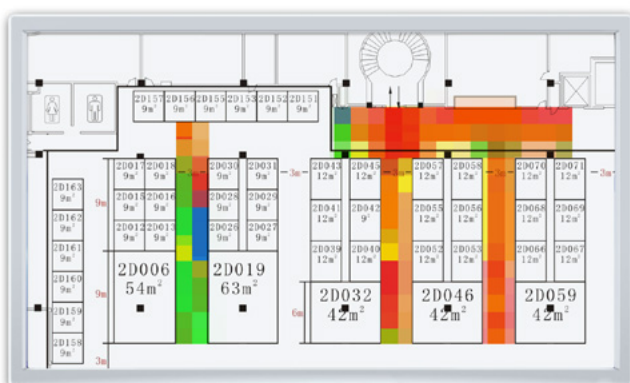 2D157 2D156 2D155 2D153 2D152 2D151
9m² 9m² 9m² 9m² 9m² 9m²
2D017 2D018 2D030 2D031 2D043 2D045 2D057 2D058 2D070 2D071
9m² 9m² 9m² 9m² 12m² 12m² 12m² 12m² 12m² 12m²
3m 3m 3m 3m 3m
2D163
9m²
2D015 2D016 2D028 2D029 2D041 2D042 2D055 2D056 2D068 2D069
9m² 9m² 9m² 9m² 12m² 9m² 12m² 12m² 12m² 12m²
9m
2D162
9m²
2D012 2D013 2D026 2D027 2D039 2D040 2D052 2D053 2D066 2D067
9m² 9m² 9m² 9m² 12m² 12m² 12m² 12m² 12m² 12m²
2D161
9m²
2D006 2D019
54m² 63m²
2D160
9m²
9m
2D032 2D046 2D059
42m² 42m² 42m²
6m
2D159
9m²
2D158
9m²
3m